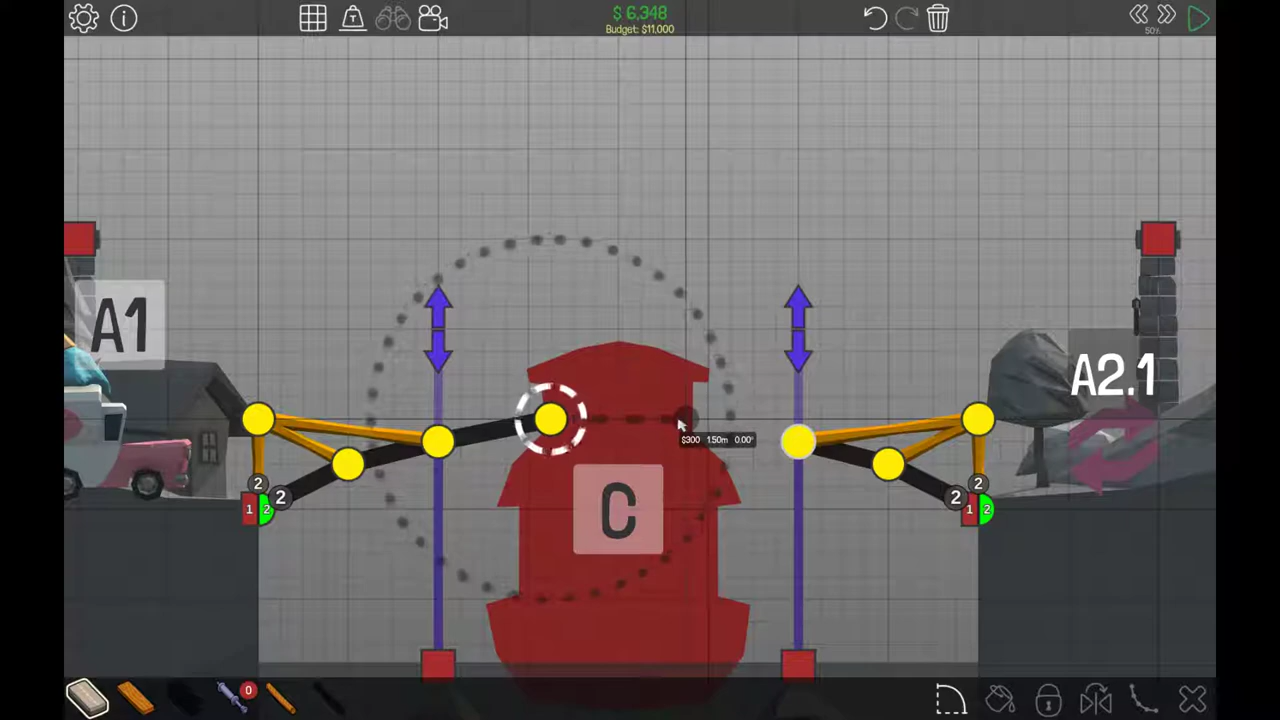 $ 6,348
Budget: $11,000
50%
A1
A2.1
$300 1.50m 0.00°
2
2
1 2
2
2
1 2
C
0